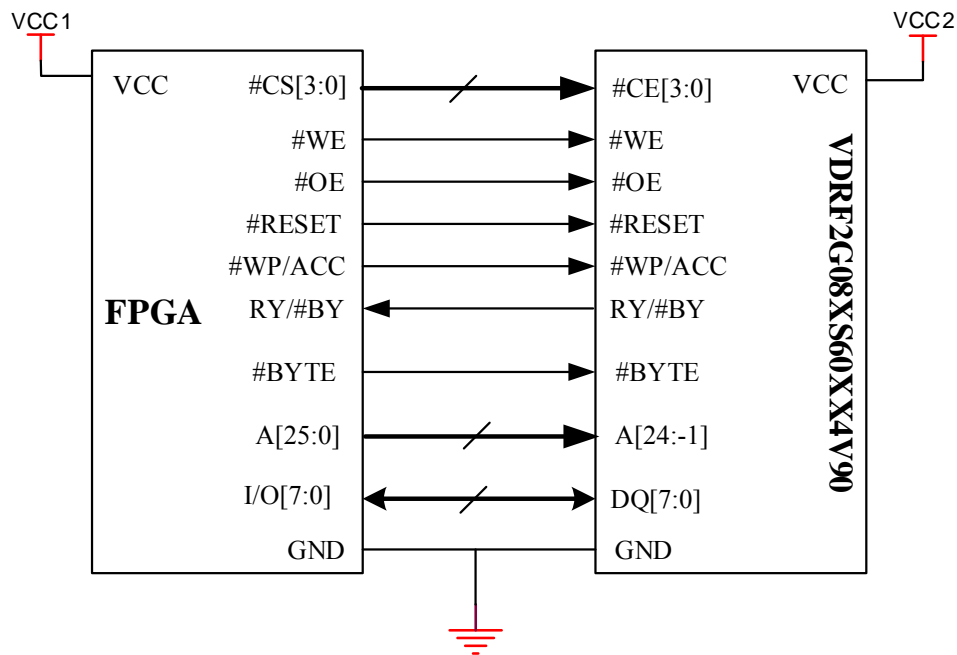 VCC1
VCC2
VCC
#CS[3:0]
#WE
#OE
#RESET
#WP/ACC
FPGA
RY/#BY
#BYTE
A[25:0]
I/O[7:0]
GND
#CE[3:0]
VCC
#WE
#OE
#RESET
#WP/ACC
RY/#BY
#BYTE
A[24:-1]
DQ[7:0]
GND
VDRF2G08XS60XX4V90